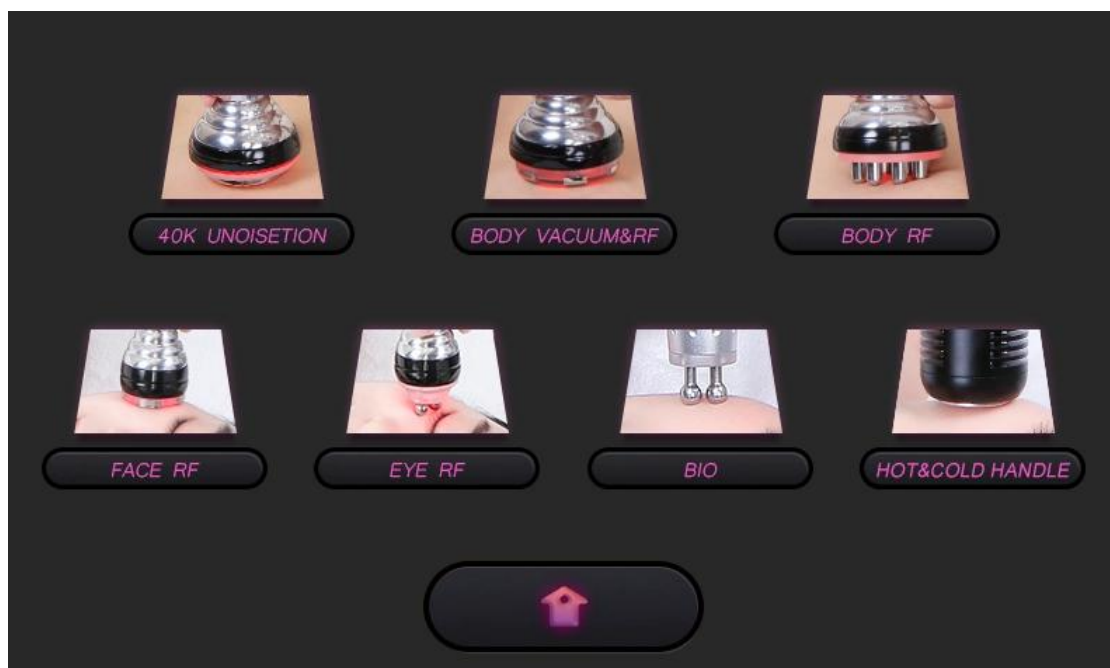 40K UNOISETION
BODY VACUUM&RF
BODY RF
FACE RF
EYE RF
BIO
HOT&COLD HANDLE